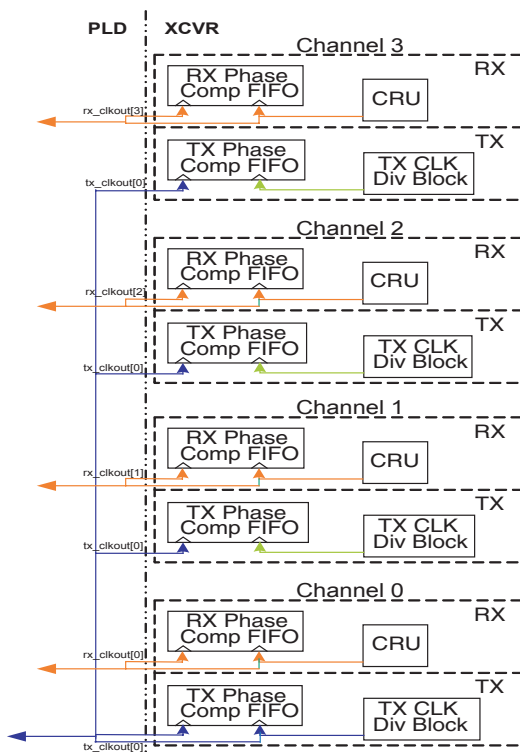 PLD XCVR
Channel 3
RX
RX Phase
Comp FIFO
CRU
rx_clkout[3]
TX
TX Phase
Comp FIFO
TX CLK
Div Block
tx_clkout[0]
Channel 2
RX
RX Phase
Comp FIFO
CRU
rx_clkout[2]
TX
TX Phase
Comp FIFO
TX CLK
Div Block
tx_clkout[0]
Channel 1
RX
RX Phase
Comp FIFO
CRU
rx_clkout[1]
TX
TX Phase
Comp FIFO
TX CLK
Div Block
tx_clkout[0]
Channel 0
RX
RX Phase
Comp FIFO
CRU
rx_clkout[0]
TX
TX Phase
Comp FIFO
TX CLK
Div Block
tx_clkout[0]